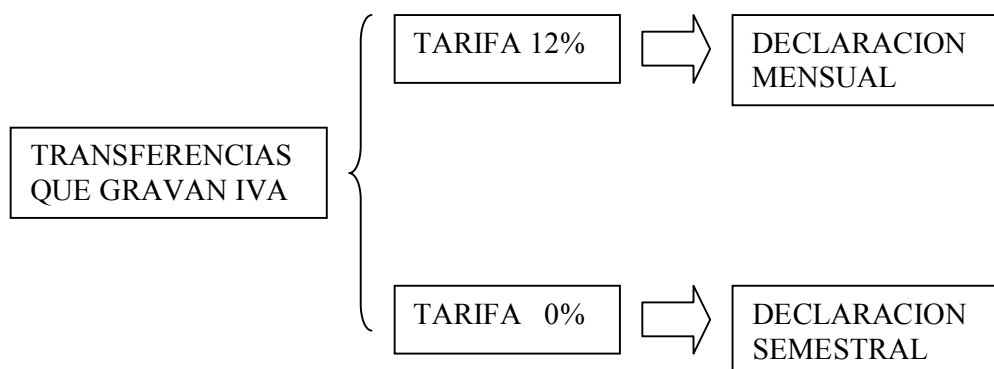 TARIFA 12%
DECLARACION
MENSUAL
TRANSFERENCIAS
QUE GRAVAN IVA
TARIFA 0%
DECLARACION
SEMESTRAL